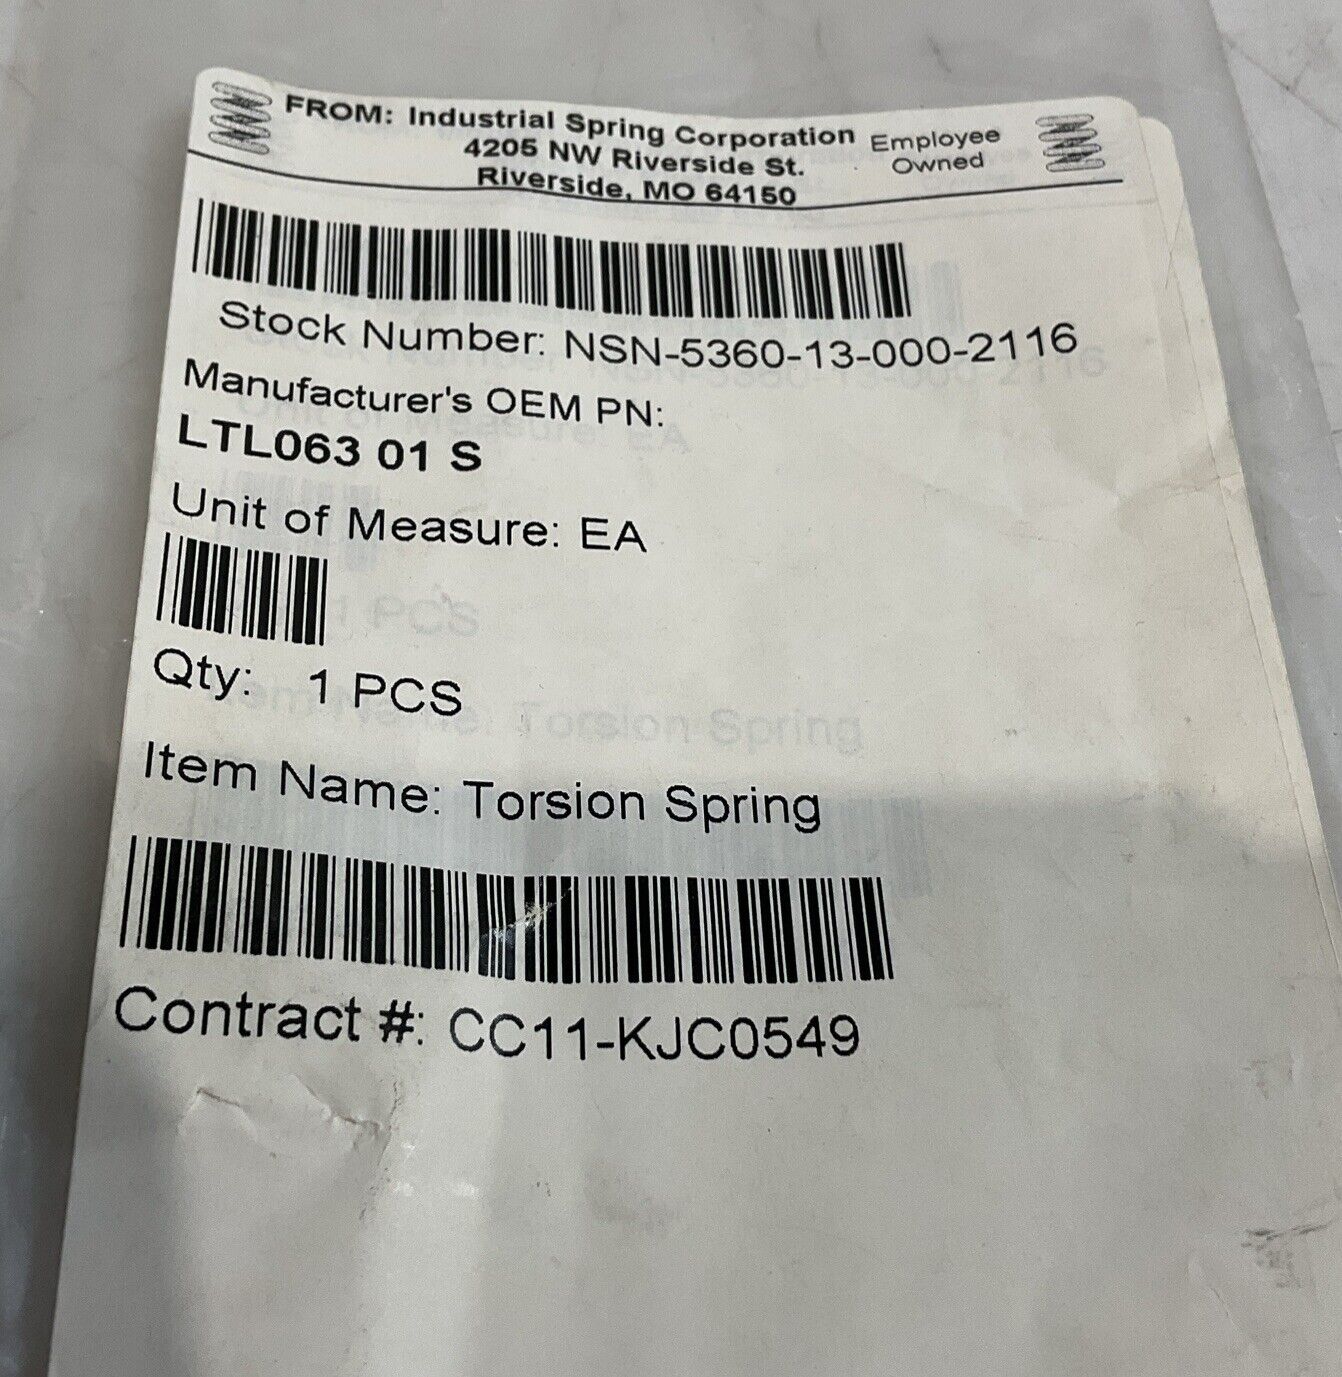 FROM: Industrial Spring Corporation Employee Owned
4205 NW Riverside St.
Riverside, MO 64150
Stock Number: NSN-5360-13-000-2116
Manufacturer's OEM PN:
LTL063 01 S
Unit of Measure: EA
Qty: 1 PCS
Item Name: Torsion Spring
Contract #: CC11-KJC0549